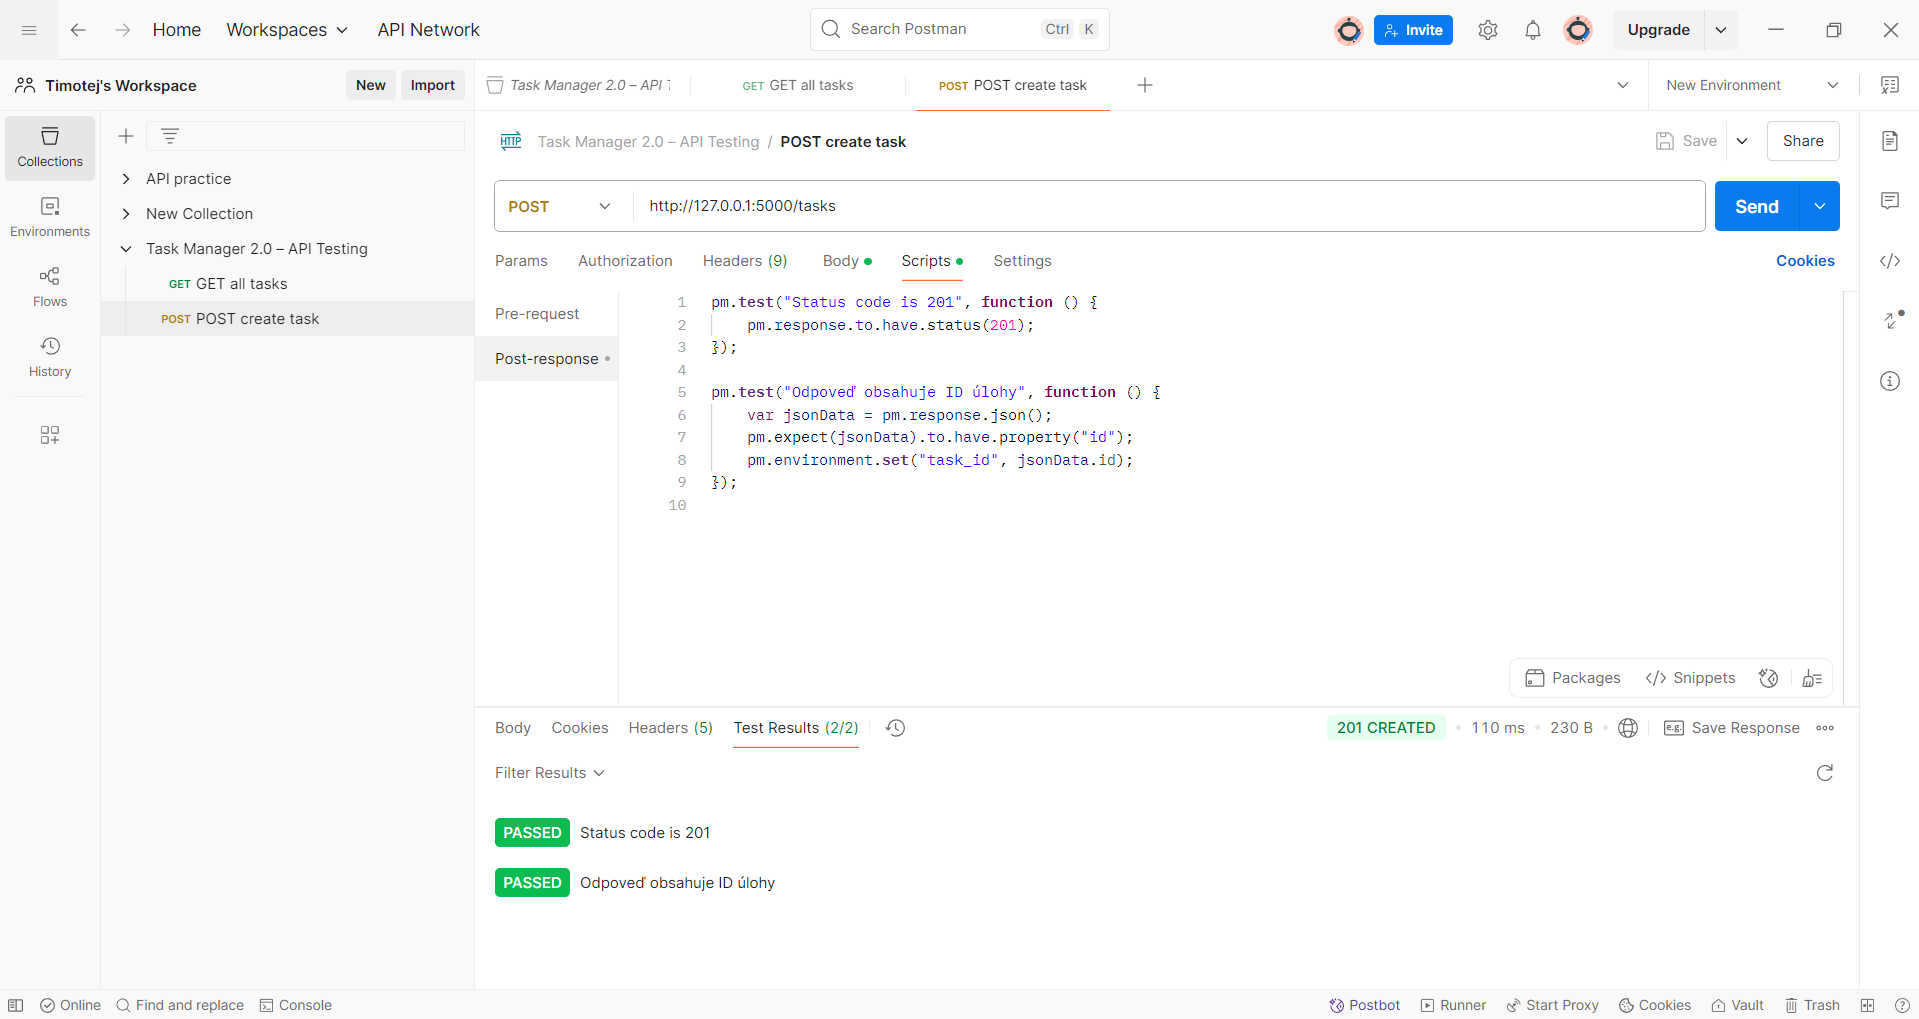 Home
Workspaces
API Network
Search Postman
Ctrl K
Invite
Upgrade
Timotej's Workspace
New
Import
Task Manager 2.0 – API
GET GET all tasks
POST POST create task
New Environment
Collections
Environments
Flows
History
API practice
New Collection
Task Manager 2.0 – API Testing
GET GET all tasks
POST POST create task
HTTP Task Manager 2.0 – API Testing / POST create task
Save
Share
POST
http://127.0.0.1:5000/tasks
Send
Params
Authorization
Headers (9)
Body
Scripts
Settings
Cookies
Pre-request
Post-response
1 pm.test("Status code is 201", function () {
2 pm.response.to.have.status(201);
3 });
4
5 pm.test("Odpoveď obsahuje ID úlohy", function () {
6 var jsonData = pm.response.json();
7 pm.expect(jsonData).to.have.property("id");
8 pm.environment.set("task_id", jsonData.id);
9 });
10
Packages
Snippets
Body
Cookies
Headers (5)
Test Results (2/2)
201 CREATED
110 ms
230 B
e.g. Save Response
Filter Results
PASSED Status code is 201
PASSED Odpoveď obsahuje ID úlohy
Online
Find and replace
Console
Postbot
Runner
Start Proxy
Cookies
Vault
Trash